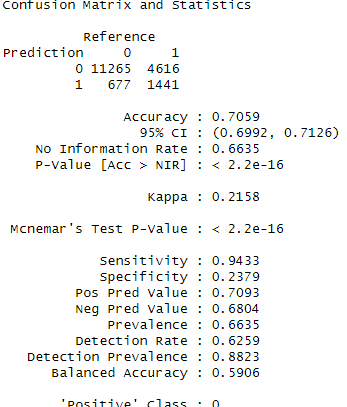 Confusion Matrix and Statistics
Reference
Prediction 0 1
0 11265 4616
1 677 1441
Accuracy : 0.7059
95% CI : (0.6992, 0.7126)
No Information Rate : 0.6635
P-Value [Acc > NIR] : < 2.2e-16
Kappa : 0.2158
Mcnemar's Test P-Value : < 2.2e-16
Sensitivity : 0.9433
Specificity : 0.2379
Pos Pred Value : 0.7093
Neg Pred Value : 0.6804
Prevalence : 0.6635
Detection Rate : 0.6259
Detection Prevalence : 0.8823
Balanced Accuracy : 0.5906
'Positive' Class : 0